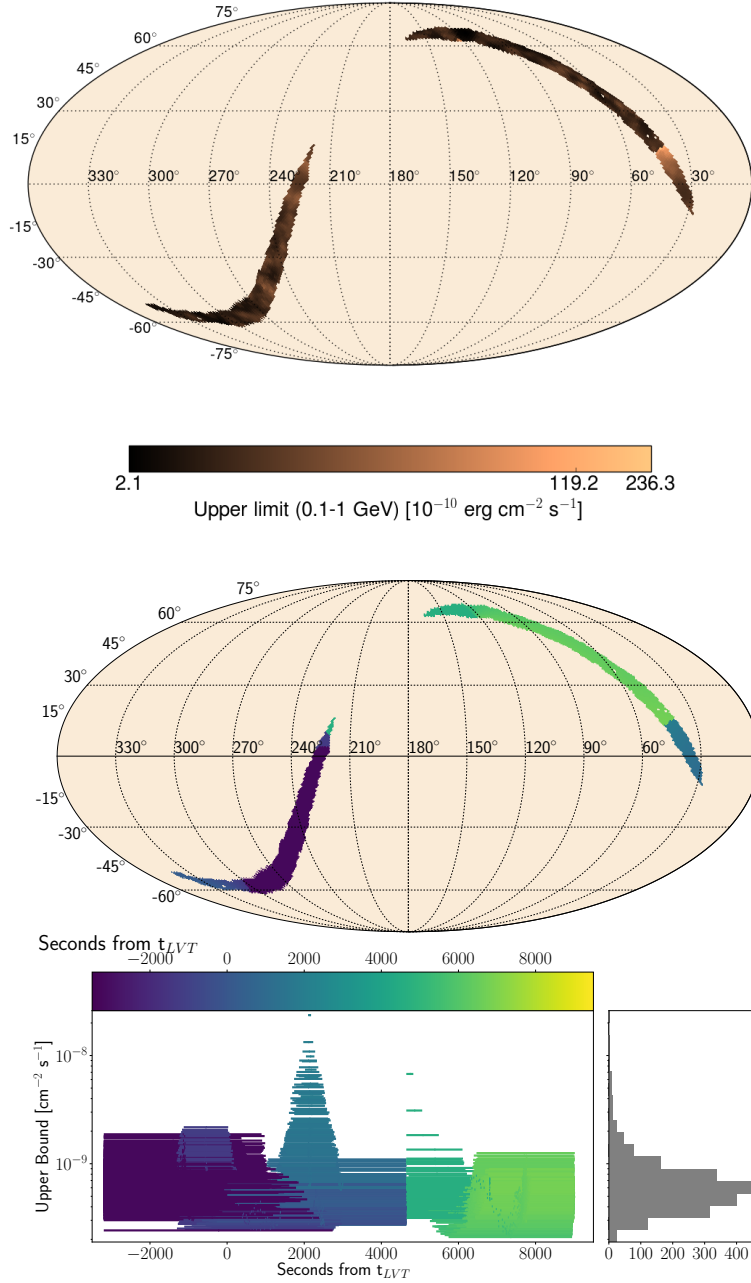 75°
60°
30°
15°
330° 300° 270° 240° 210° 180° 150° 120° 90° 60° 30°
-15°
-30°
-45°
-60°
-75°
2.1 119.2 236.3
Upper limit (0.1-1 GeV) [10⁻¹⁰ erg cm⁻² s⁻¹]
75°
60°
45°
30°
15°
330° 300° 270° 240° 210° 180° 150° 120° 90° 60°
-15°
-30°
-45°
-60°
Seconds from t_LVT
−2000 0 2000 4000 6000 8000
Upper Bound [cm⁻² s⁻¹]
10⁻⁸
10⁻⁹
−2000 0 2000 4000 6000 8000
0 100 200 300 400
Seconds from t_LVT